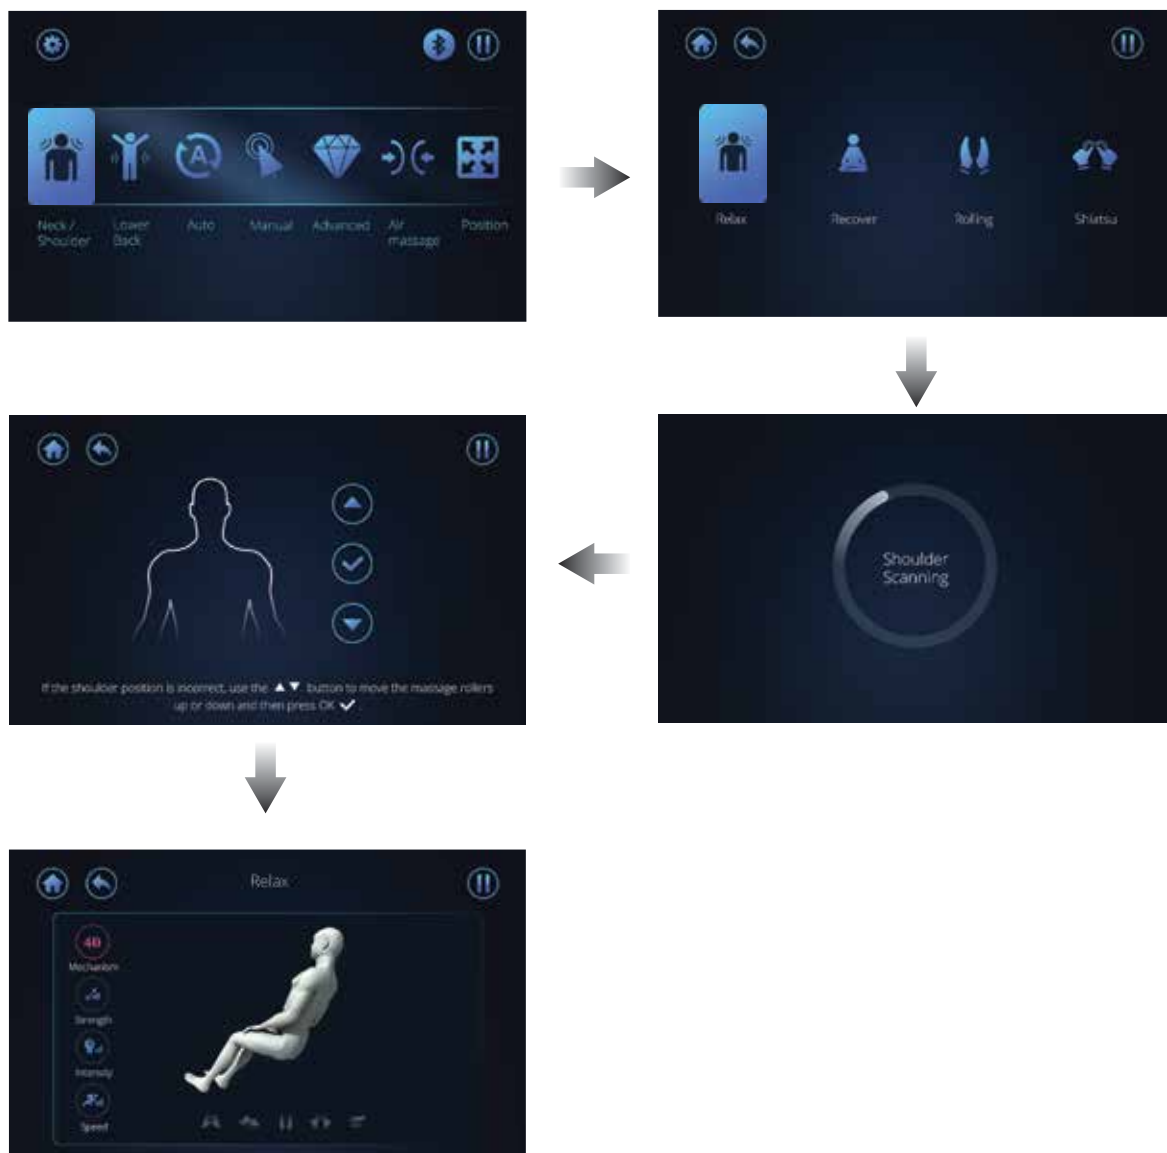 Neck /
Shoulder
Lower
Back
Auto
Manual
Advanced
Air
massage
Position
Relax
Recover
Rolling
Shiatsu
If the shoulder position is incorrect, use the ▲ ▼ button to move the massage rollers
up or down and then press OK ✔
Shoulder
Scanning
Relax
4D
Mechanism
Strength
Intensity
Speed